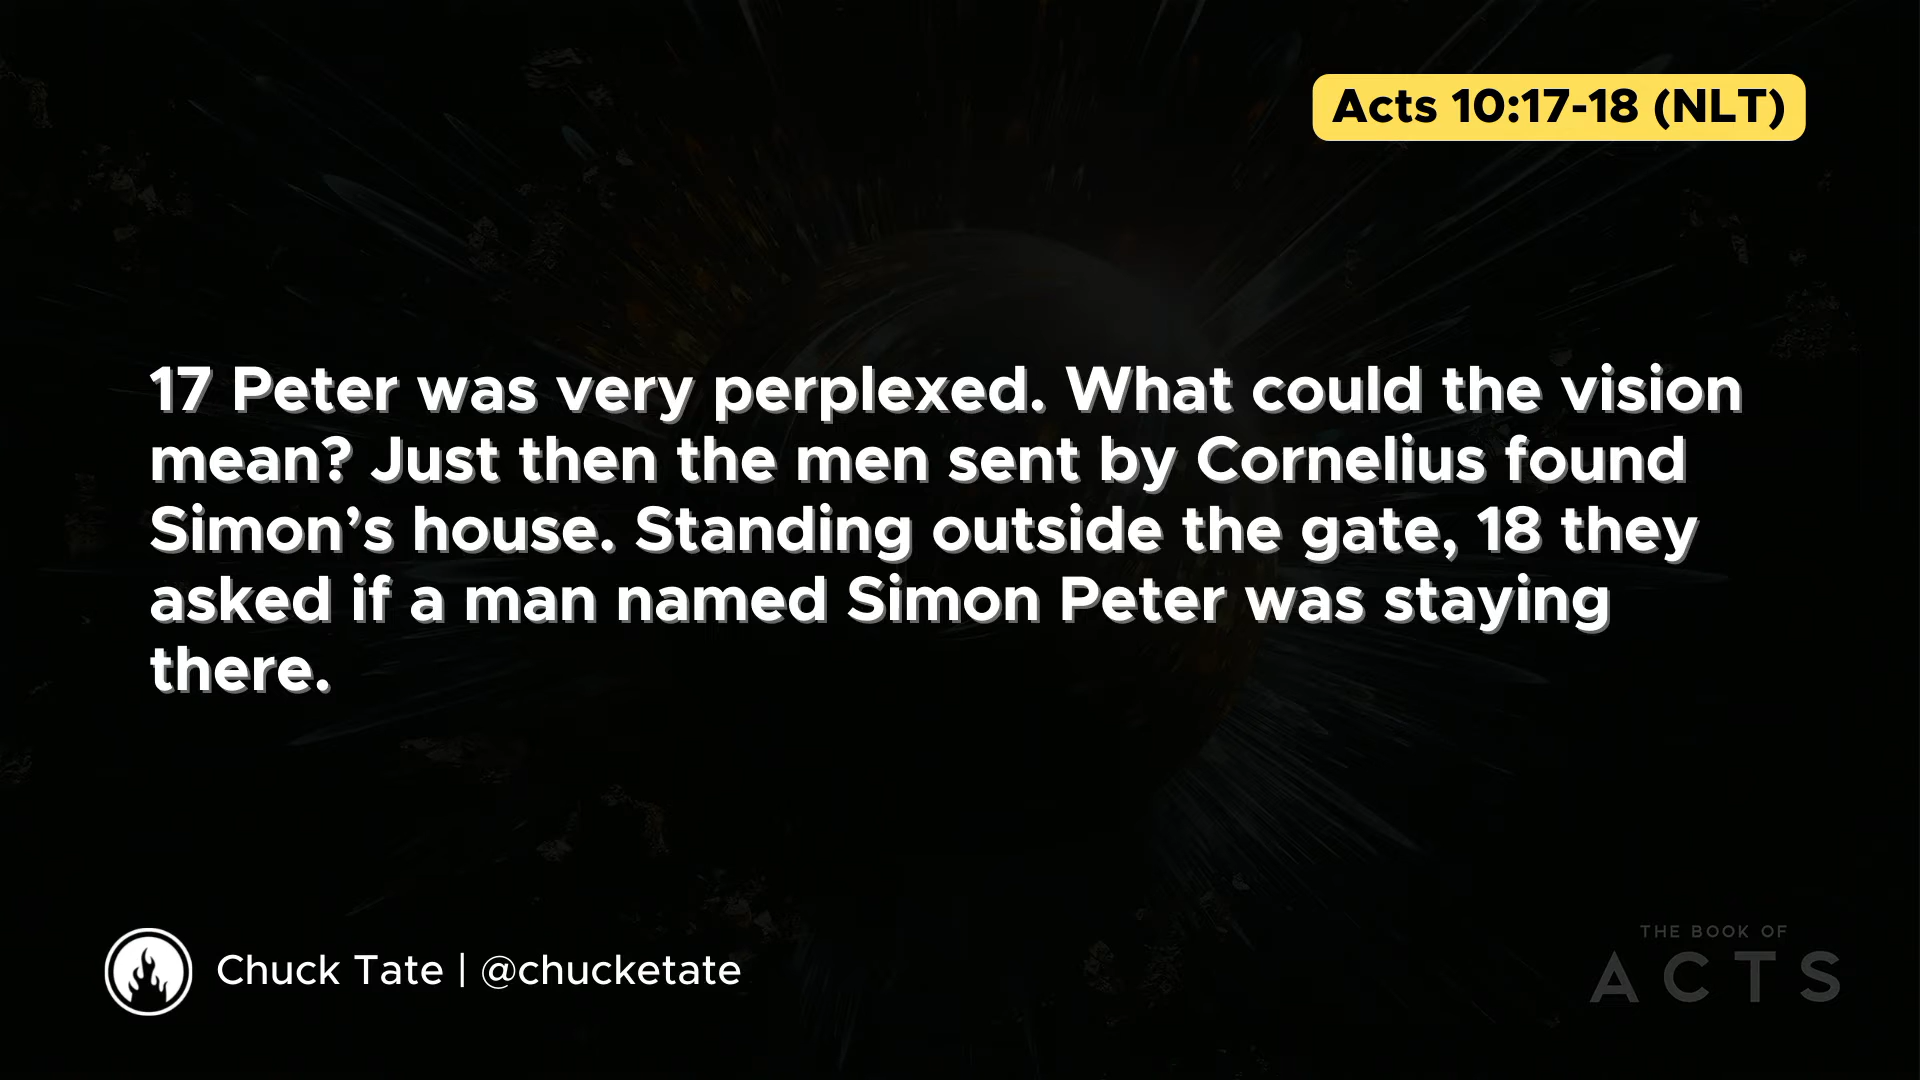 Acts 10:17-18 (NLT)
17 Peter was very perplexed. What could the vision
mean? Just then the men sent by Cornelius found
Simon’s house. Standing outside the gate, 18 they
asked if a man named Simon Peter was staying
there.
Chuck Tate | @chucketate
THE BOOK OF
ACTS